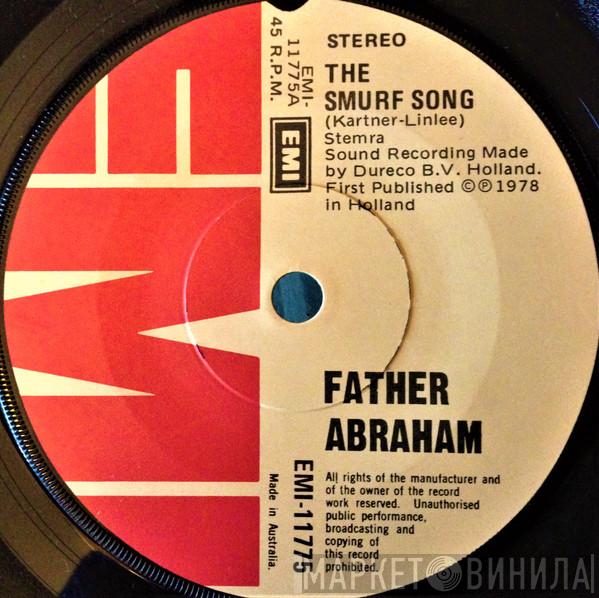 STEREO
THE
SMURF SONG
(Kartner-Linlee)
Stemra
Sound Recording Made
by Dureco B.V. Holland.
First Published ©℗ 1978
in Holland
EMI-
11775A
45 R.P.M.
EMI
EMI
FATHER
ABRAHAM
EMI-11775
Made in Australia.
All rights of the manufacturer and
of the owner of the record
work reserved. Unauthorised
public performance,
broadcasting and
copying of
this record
prohibited.
МАРКЕТ ВИНИЛА